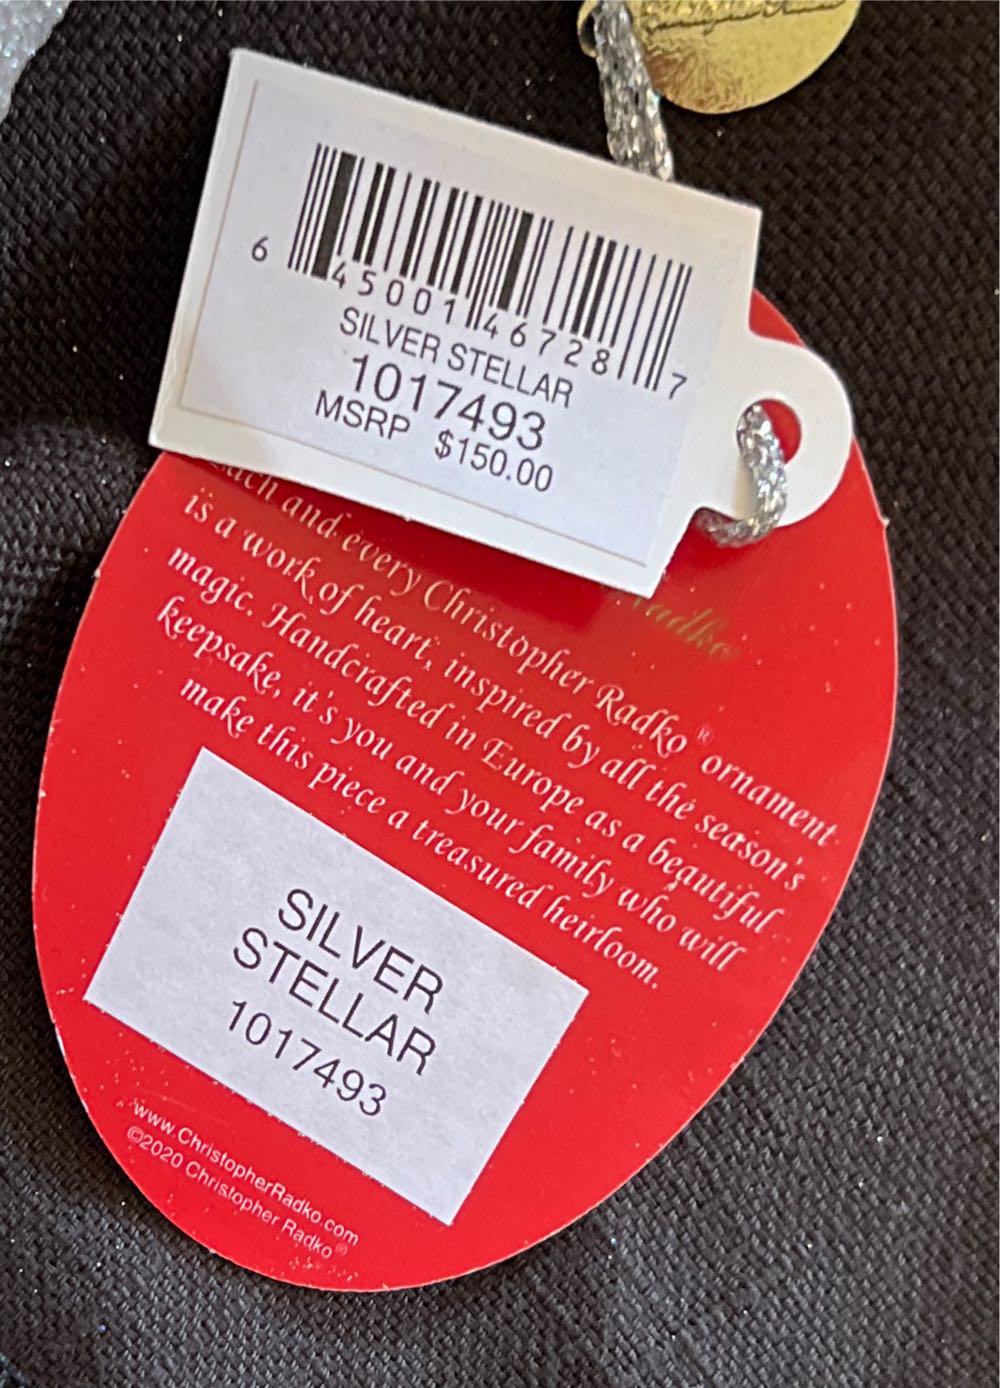 6 45001 46728 7
SILVER STELLAR
1017493
MSRP $150.00
Radko
and every Christopher Radko® ornament
is a work of heart, inspired by all the season's
magic. Handcrafted in Europe as a beautiful
keepsake, it's you and your family who will
make this piece a treasured heirloom.
SILVER
STELLAR
1017493
www.ChristopherRadko.com
©2020 Christopher Radko®